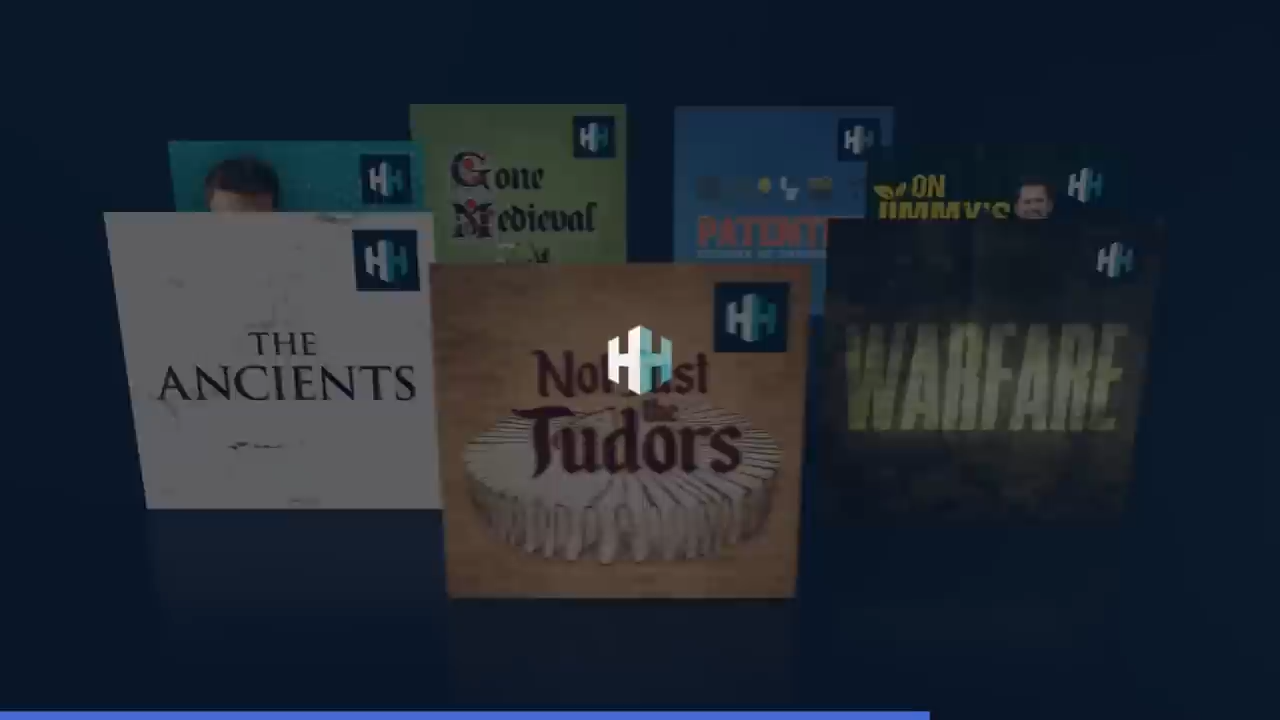 Gone
Medieval
PATENT
ON
JIMMY'S
THE
ANCIENTS
Not Just
the
Tudors
WARFARE